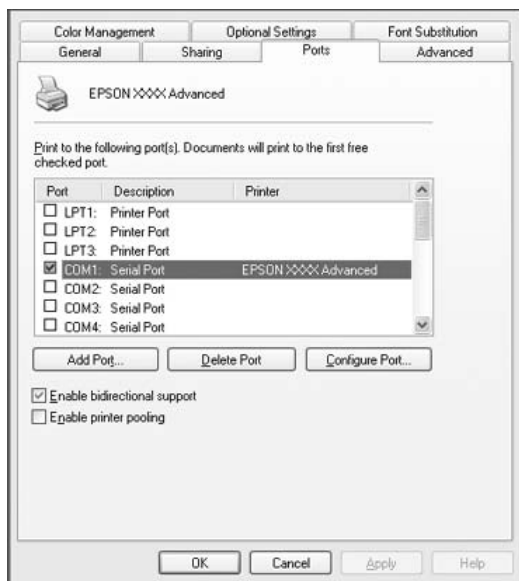 Color Management Optional Settings Font Substitution
General Sharing Ports Advanced
EPSON XXXX Advanced
Print to the following port(s). Documents will print to the first free
checked port.
Port Description Printer
LPT1: Printer Port
LPT2: Printer Port
LPT3: Printer Port
COM1: Serial Port EPSON XXXX Advanced
COM2: Serial Port
COM3: Serial Port
COM4: Serial Port
Add Port... Delete Port Configure Port...
Enable bidirectional support
Enable printer pooling
OK Cancel Apply Help